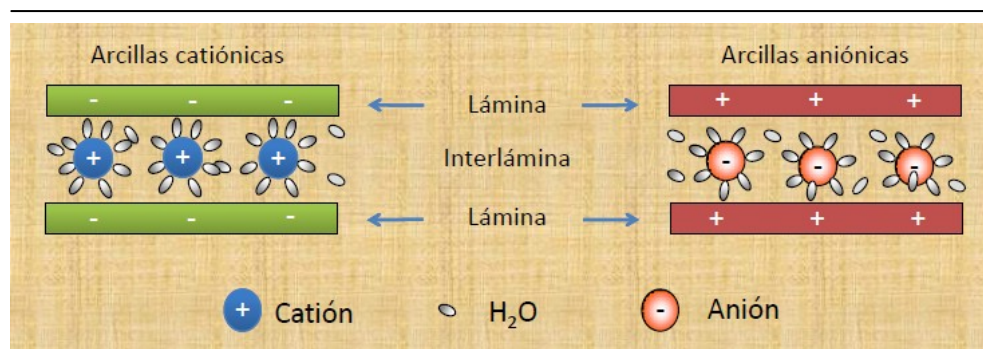 Arcillas catiónicas Arcillas aniónicas
- - - Lámina + + +
+ + + Interlámina - - -
- - - Lámina + + +
+ Catión H₂O - Anión